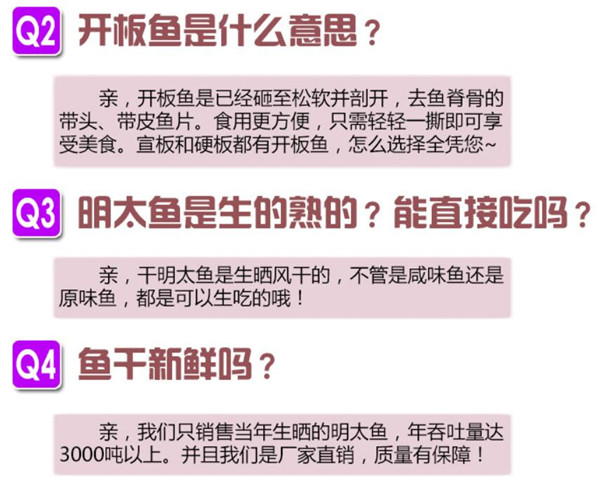 Q2 开板鱼是什么意思？
亲，开板鱼是已经砸至松软并剖开，去鱼脊骨的
带头、带皮鱼片。食用更方便，只需轻轻一撕即可享
受美食。宣板和硬板都有开板鱼，怎么选择全凭您~
Q3 明太鱼是生的熟的？能直接吃吗？
亲，干明太鱼是生晒风干的，不管是咸味鱼还是
原味鱼，都是可以生吃的哦！
Q4 鱼干新鲜吗？
亲，我们只销售当年生晒的明太鱼，年吞吐量达
3000吨以上。并且我们是厂家直销，质量有保障！